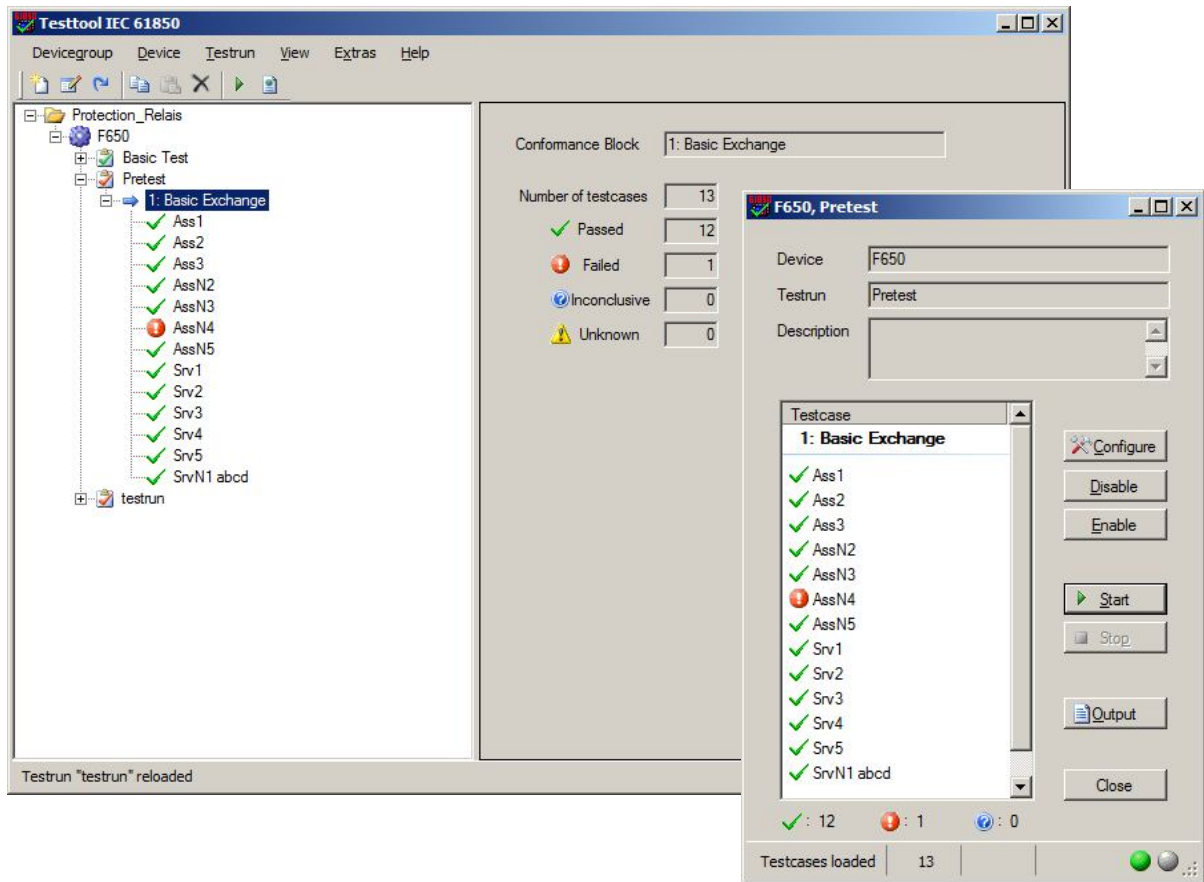 Testtool IEC 61850
Devicegroup Device Testrun View Extras Help
Protection_Relais
F650
Basic Test
Pretest
1: Basic Exchange
Ass1
Ass2
Ass3
AssN2
AssN3
AssN4
AssN5
Srv1
Srv2
Srv3
Srv4
Srv5
SrvN1 abcd
testrun
Conformance Block 1: Basic Exchange
Number of testcases 13
Passed 12
Failed 1
Inconclusive 0
Unknown 0
Testrun "testrun" reloaded
F650, Pretest
Device F650
Testrun Pretest
Description
Testcase
1: Basic Exchange
Ass1
Ass2
Ass3
AssN2
AssN3
AssN4
AssN5
Srv1
Srv2
Srv3
Srv4
Srv5
SrvN1 abcd
Configure
Disable
Enable
Start
Stop
Output
Close
: 12 : 1 : 0
Testcases loaded 13